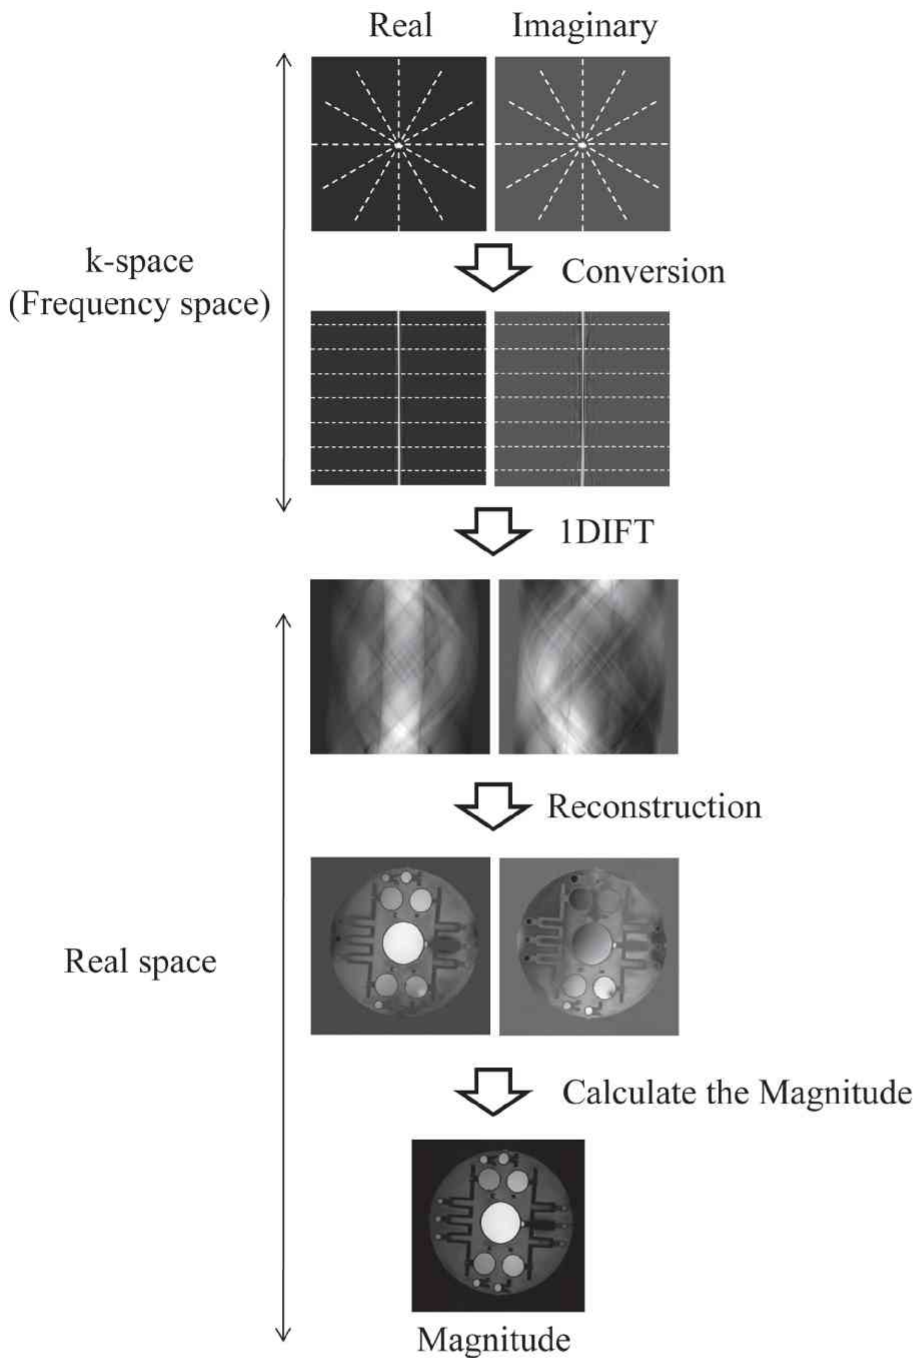 Real
Imaginary
k-space
(Frequency space)
Conversion
1DIFT
Reconstruction
Real space
Calculate the Magnitude
Magnitude